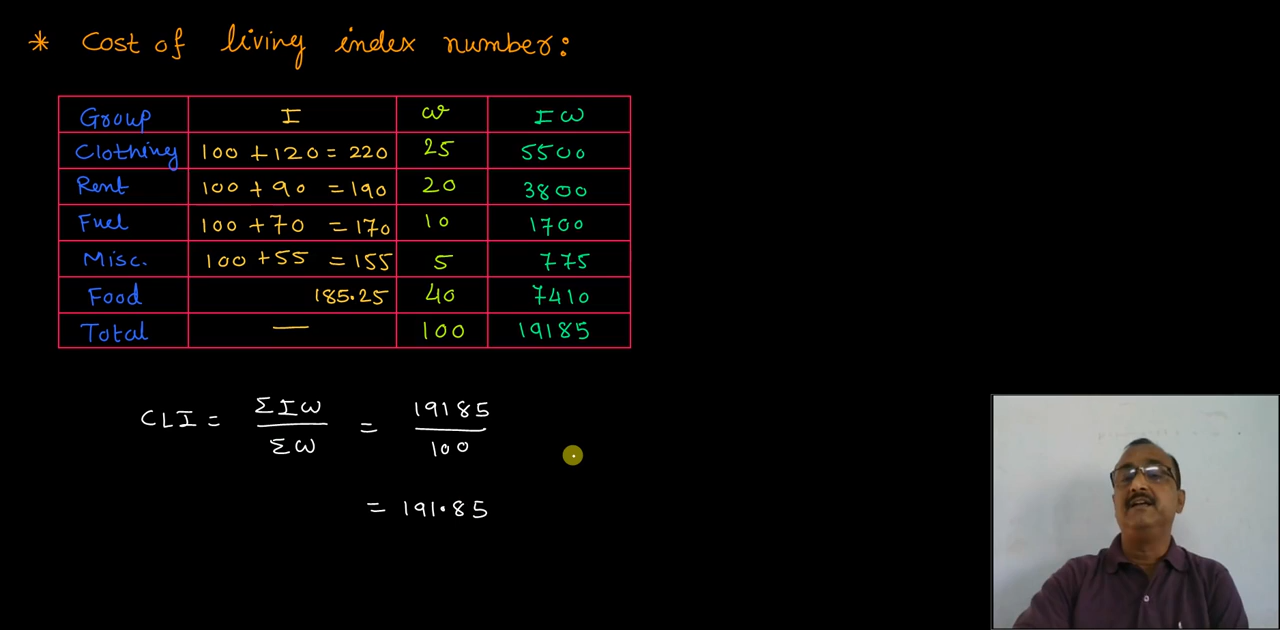 * Cost of living index number:
Group I w Iw
Clothing 100 + 120 = 220 25 5500
Rent 100 + 90 = 190 20 3800
Fuel 100 + 70 = 170 10 1700
Misc. 100 + 55 = 155 5 775
Food 185.25 40 7410
Total — 100 19185
CLI = ΣIw / Σw = 19185 / 100
= 191.85